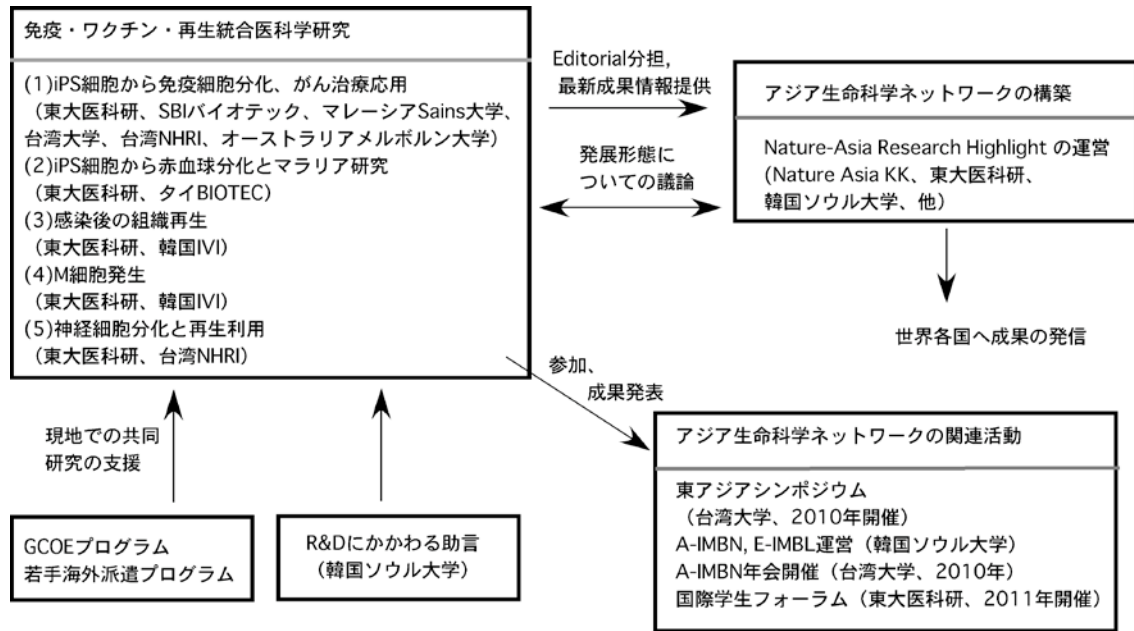 免疫・ワクチン・再生統合医科学研究
(1)iPS細胞から免疫細胞分化、がん治療応用
（東大医科研、SBIバイオテック、マレーシアSains大学、
台湾大学、台湾NHRI、オーストラリアメルボルン大学）
(2)iPS細胞から赤血球分化とマラリア研究
（東大医科研、タイBIOTEC）
(3)感染後の組織再生
（東大医科研、韓国IVI）
(4)M細胞発生
（東大医科研、韓国IVI）
(5)神経細胞分化と再生利用
（東大医科研、台湾NHRI）
Editorial分担,
最新成果情報提供
発展形態に
ついての議論
アジア生命科学ネットワークの構築
Nature-Asia Research Highlight の運営
(Nature Asia KK、東大医科研、
韓国ソウル大学、他）
世界各国へ成果の発信
参加、
成果発表
現地での共同
研究の支援
GCOEプログラム
若手海外派遣プログラム
R&Dにかかわる助言
（韓国ソウル大学）
アジア生命科学ネットワークの関連活動
東アジアシンポジウム
（台湾大学、2010年開催）
A-IMBN, E-IMBL運営（韓国ソウル大学）
A-IMBN年会開催（台湾大学、2010年）
国際学生フォーラム（東大医科研、2011年開催）